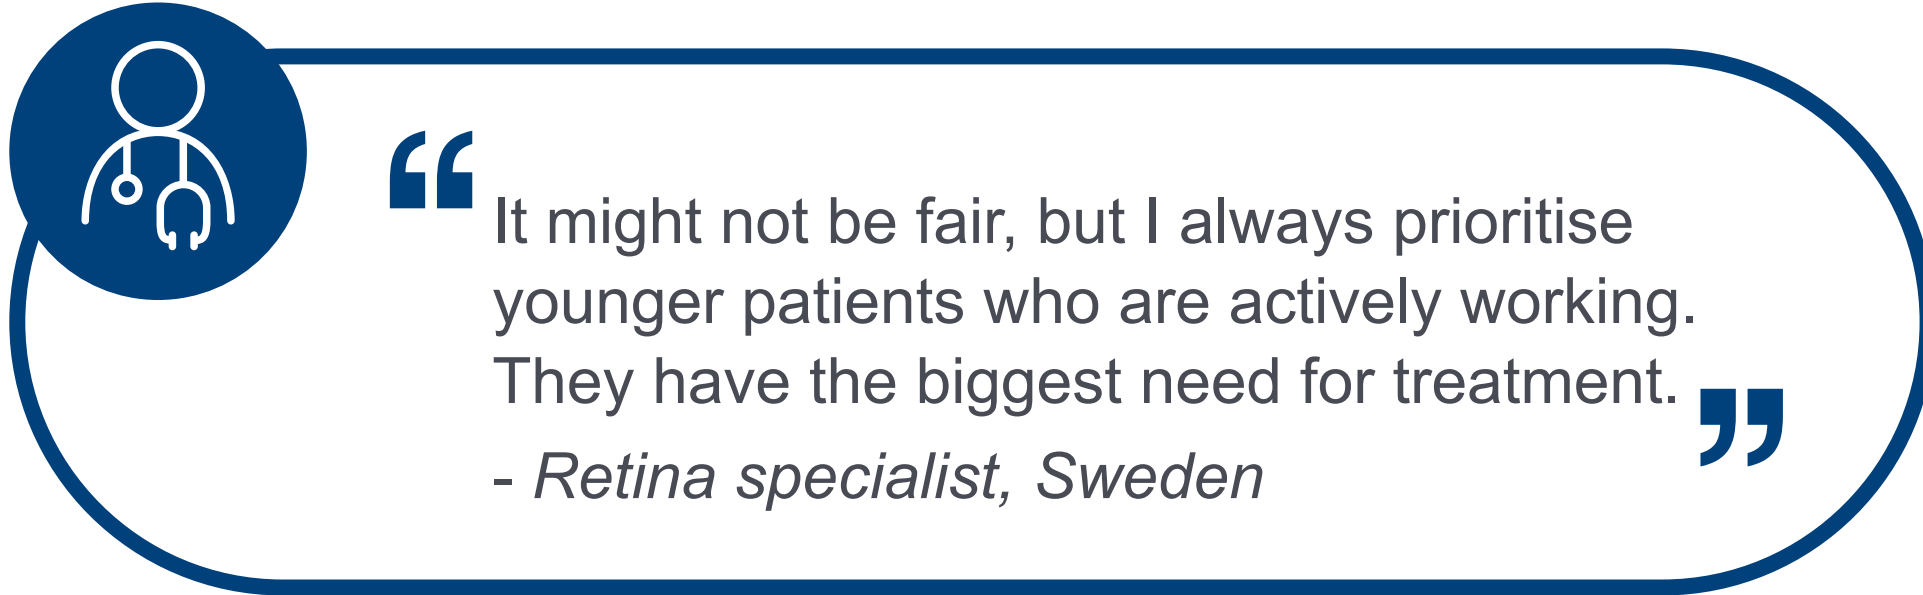 “It might not be fair, but I always prioritise
younger patients who are actively working.
They have the biggest need for treatment.”
- Retina specialist, Sweden